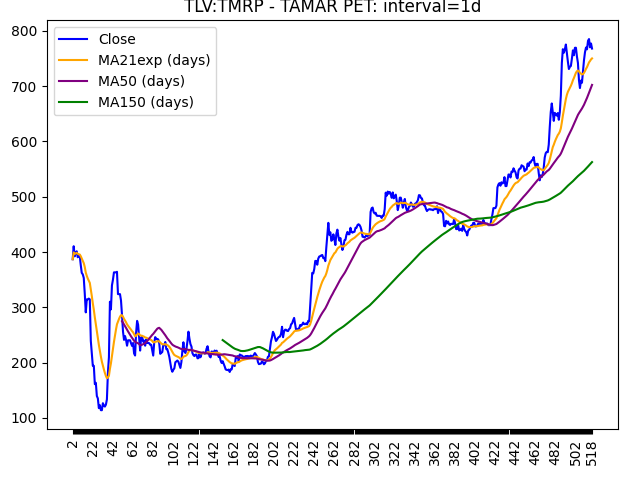 TLV:TMRP - TAMAR PET: interval=1d
Close
MA21exp (days)
MA50 (days)
MA150 (days)
800
700
600
500
400
300
200
100
2 22 42 62 82 102 122 142 162 182 202 222 242 262 282 302 322 342 362 382 402 422 442 462 482 502 518